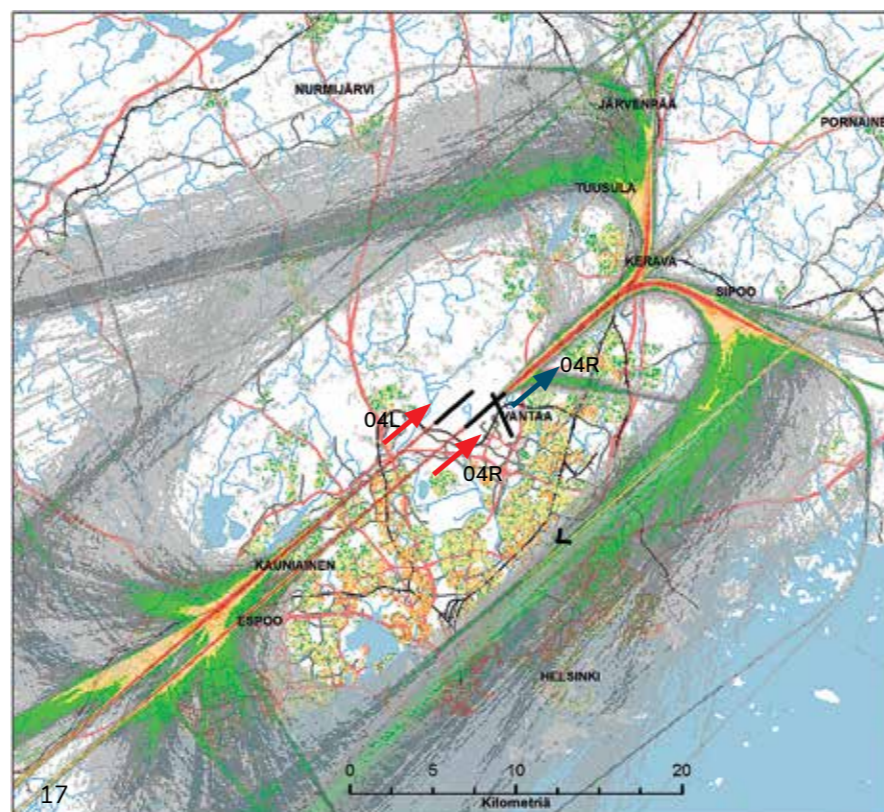 NURMIJÄRVI
JÄRVENPÄÄ
PORNAINE
TUUSULA
KERAVA
SIPOO
04R
04L
VANTAA
04R
KAUNIAINEN
ESPOO
HELSINKI
0 5 10 20
Kilometriä
17